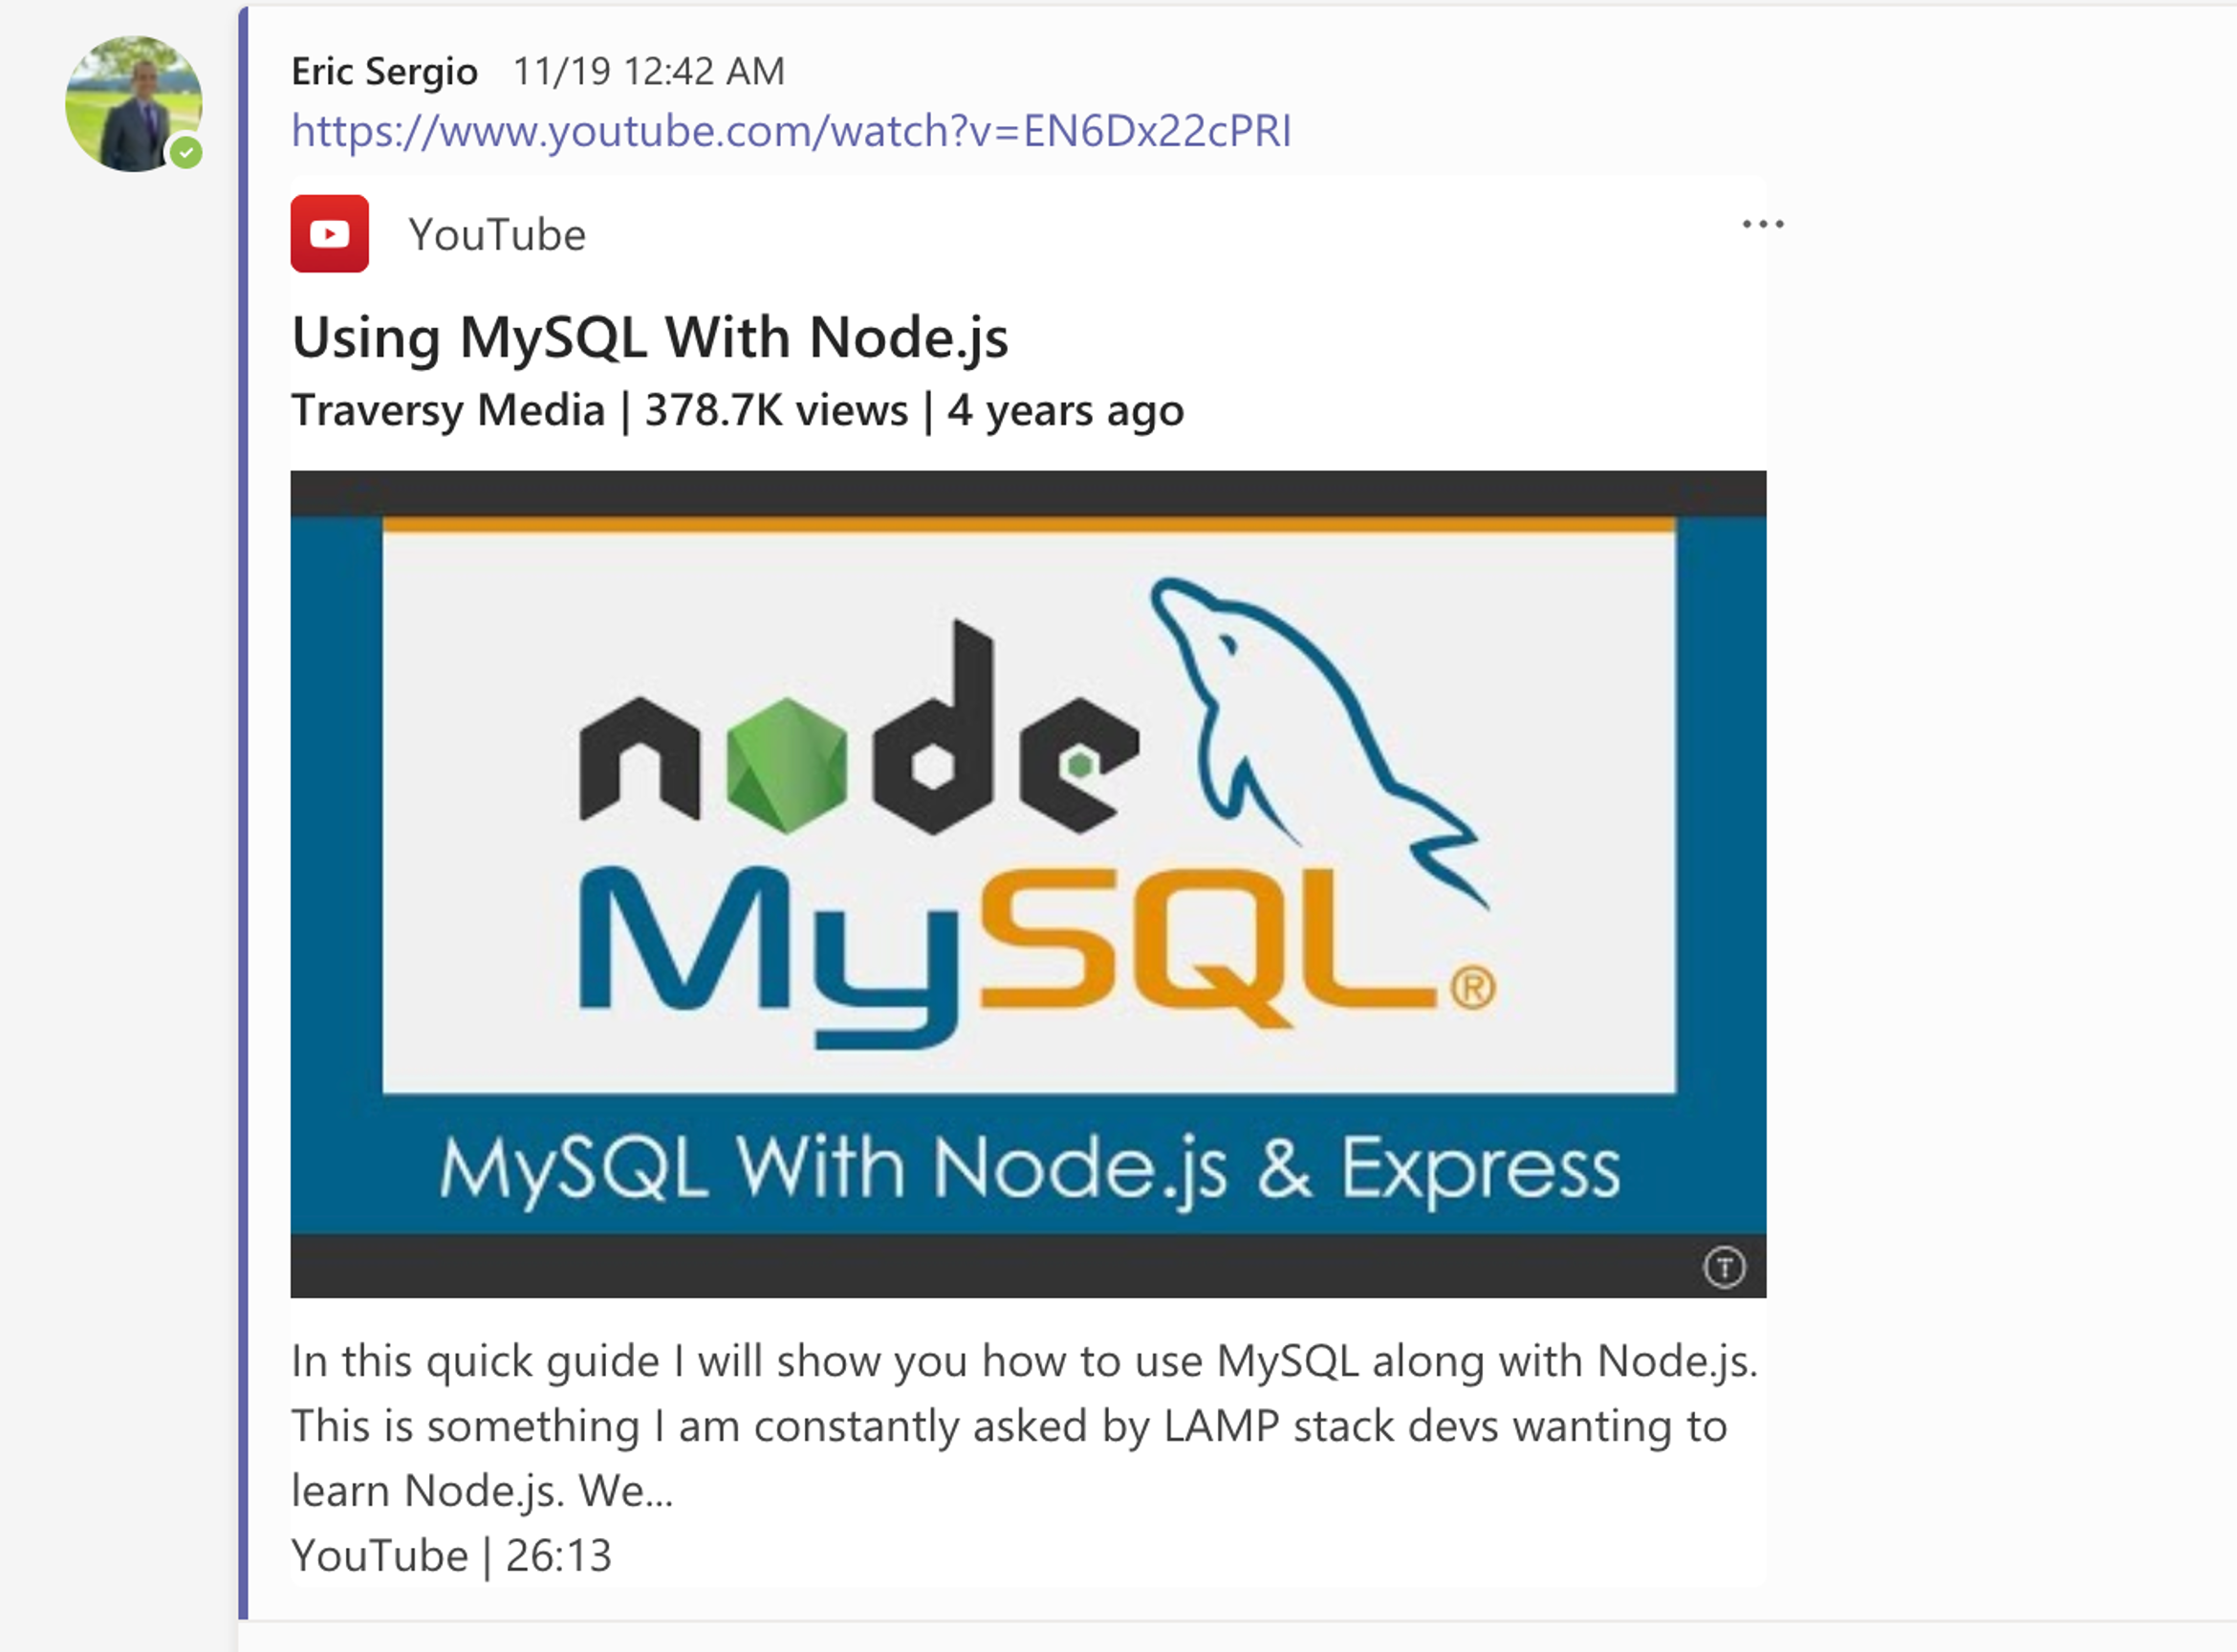 Eric Sergio 11/19 12:42 AM
https://www.youtube.com/watch?v=EN6Dx22cPRI
YouTube
Using MySQL With Node.js
Traversy Media | 378.7K views | 4 years ago
node
MySQL®
MySQL With Node.js & Express
T
In this quick guide I will show you how to use MySQL along with Node.js.
This is something I am constantly asked by LAMP stack devs wanting to
learn Node.js. We...
YouTube | 26:13